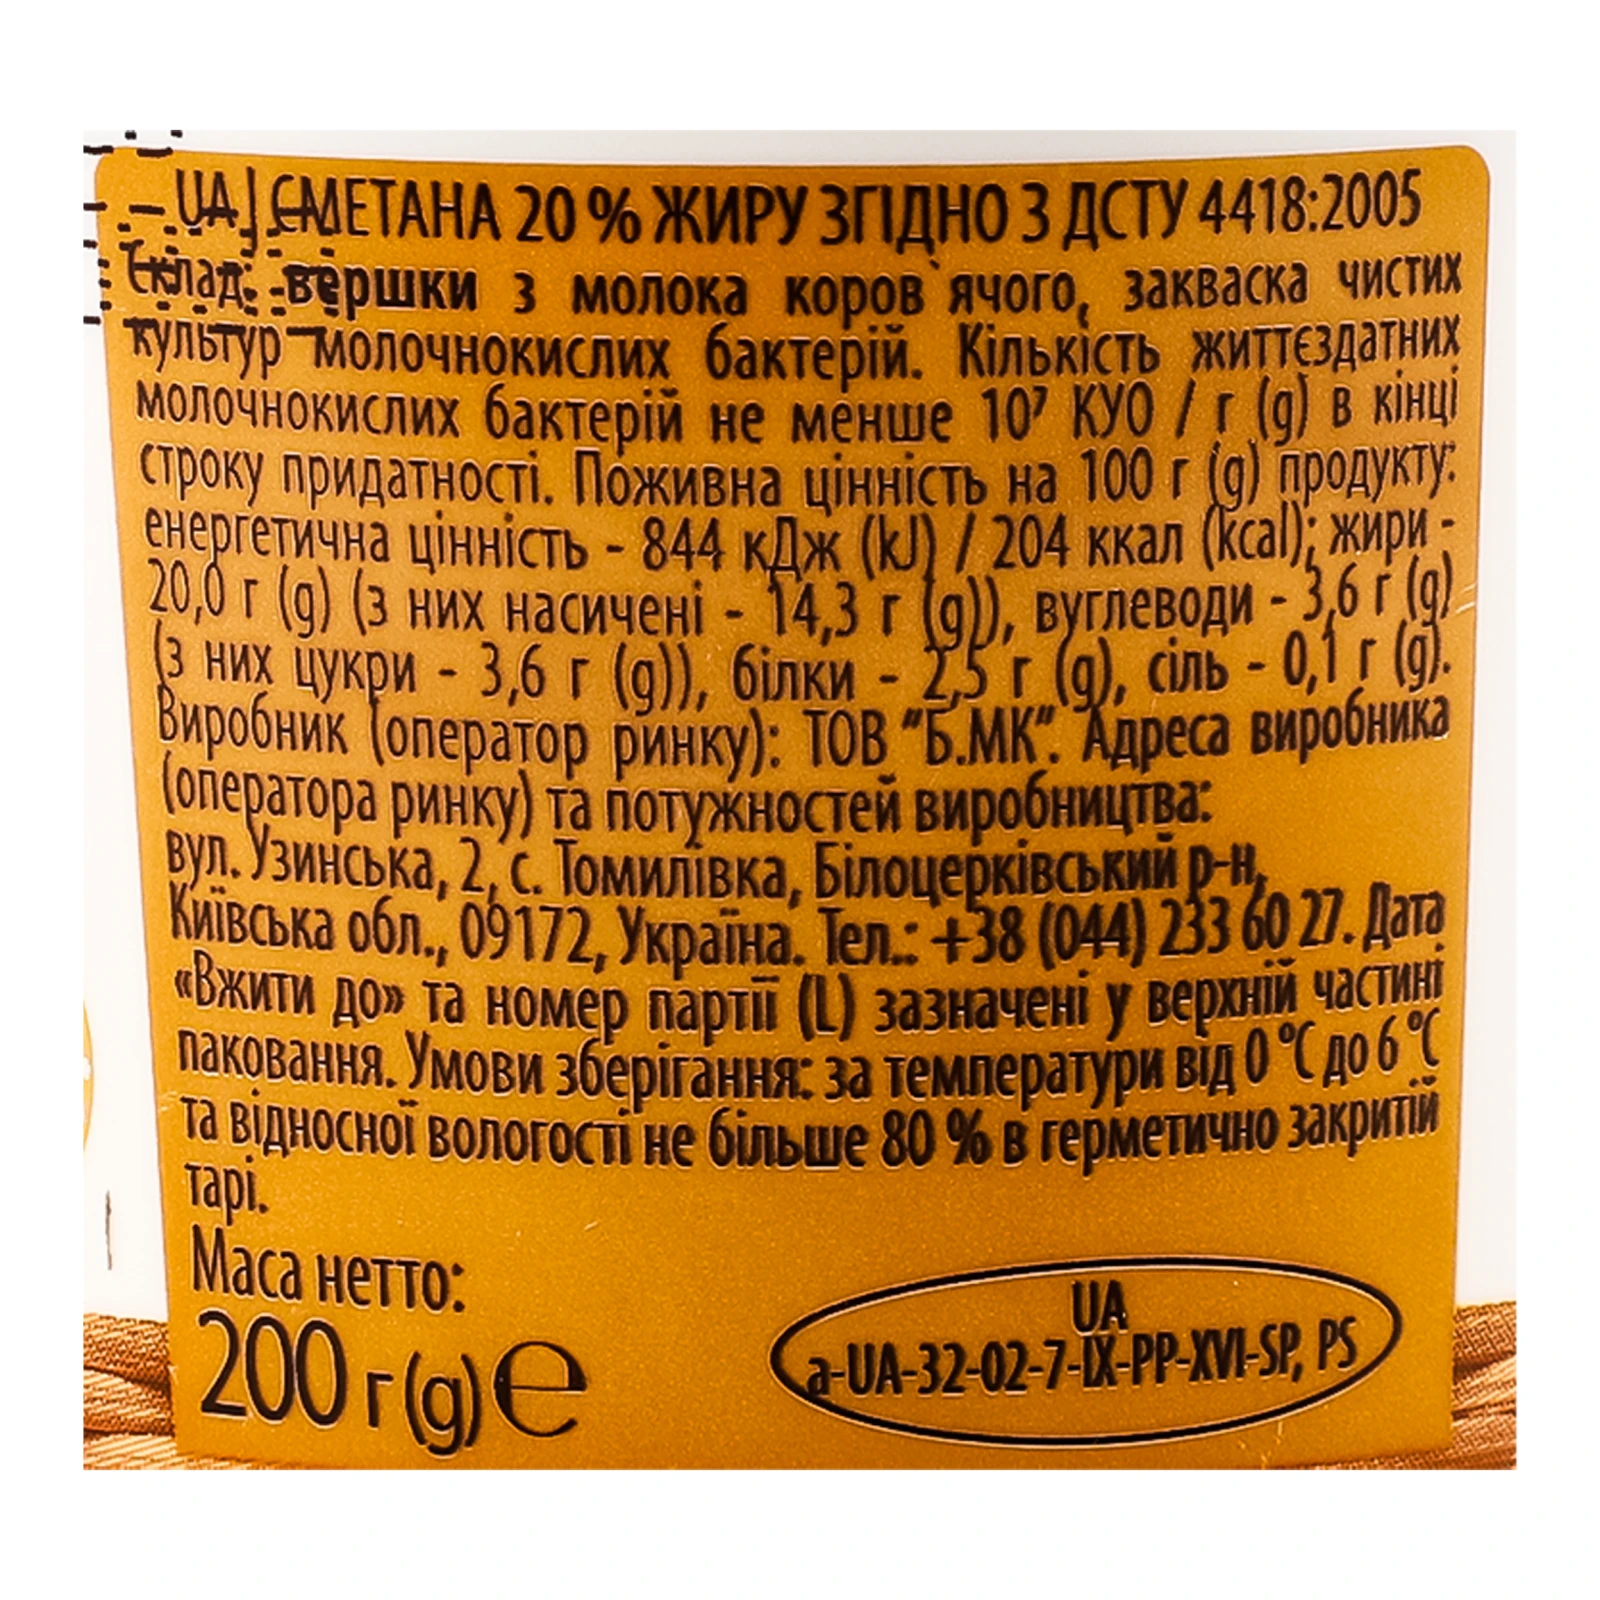 UA | СМЕТАНА 20 % ЖИРУ ЗГІДНО З ДСТУ 4418:2005
Склад: вершки з молока коров`ячого, закваска чистих
культур молочнокислих бактерій. Кількість життєздатних
молочнокислих бактерій не менше 10⁷ КУО / г (g) в кінці
строку придатності. Поживна цінність на 100 г (g) продукту:
енергетична цінність - 844 кДж (kJ) / 204 ккал (kcal); жири -
20,0 г (g) (з них насичені - 14,3 г (g)), вуглеводи - 3,6 г (g)
(з них цукри - 3,6 г (g)), білки - 2,5 г (g), сіль - 0,1 г (g).
Виробник (оператор ринку): ТОВ "Б.МК". Адреса виробника
(оператора ринку) та потужностей виробництва:
вул. Узинська, 2, с. Томилівка, Білоцерківський р-н,
Київська обл., 09172, Україна. Тел.: +38 (044) 233 60 27. Дата
«Вжити до» та номер партії (L) зазначені у верхній частині
паковання. Умови зберігання: за температури від 0 °С до 6 °С
та відносної вологості не більше 80 % в герметично закритій
тарі.
Маса нетто:
200 г (g) ℮
UA
a-UA-32-02-7-IX-PP-XVI-SP, PS